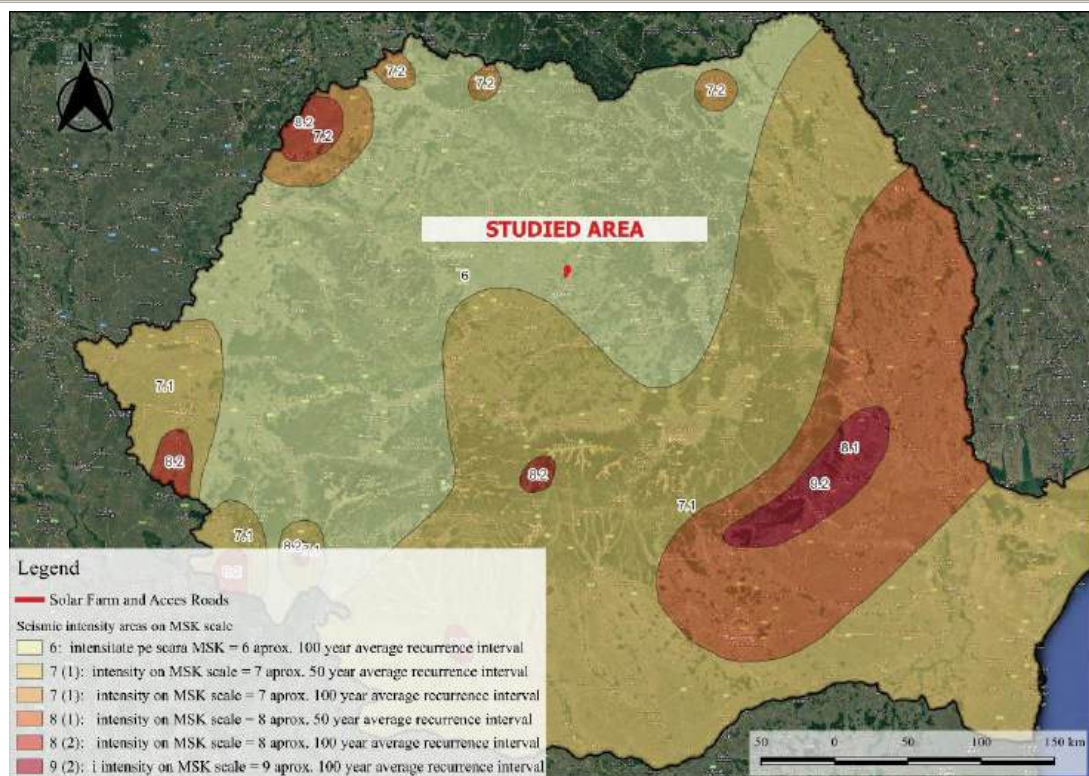 N
7.2
7.2
7.2
8.2
7.2
STUDIED AREA
6
7.1
8.2
8.2
8.1
9.2
7.1
7.1
8.2
7.1
Legend
Solar Farm and Acces Roads
Seismic intensity areas on MSK scale
6: intensitate pe scara MSK = 6 aprox. 100 year average recurrence interval
7 (1): intensity on MSK scale = 7 aprox. 50 year average recurrence interval
7 (1): intensity on MSK scale = 7 aprox. 100 year average recurrence interval
8 (1): intensity on MSK scale = 8 aprox. 50 year average recurrence interval
8 (2): intensity on MSK scale = 8 aprox. 100 year average recurrence interval
9 (2): i intensity on MSK scale = 9 aprox. 100 year average recurrence interval
50 0 50 100 150 km